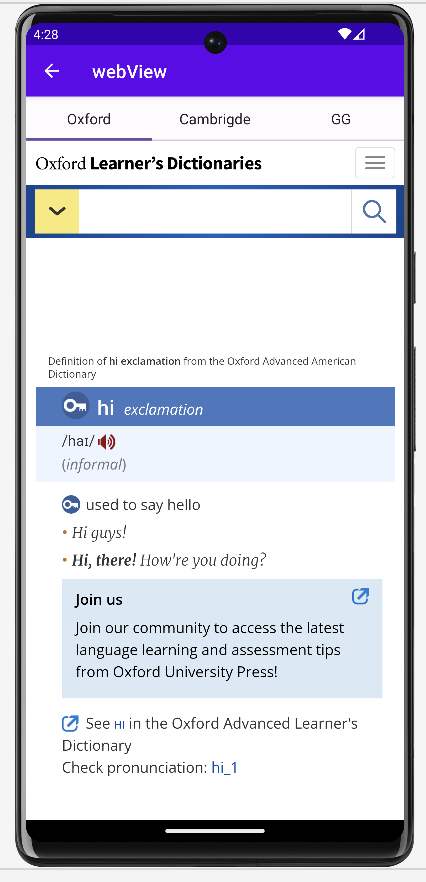 4:28
webView
Oxford Cambrigde GG
Oxford Learner's Dictionaries
Definition of hi exclamation from the Oxford Advanced American
Dictionary
hi exclamation
/haɪ/
(informal)
used to say hello
• Hi guys!
• Hi, there! How're you doing?
Join us
Join our community to access the latest
language learning and assessment tips
from Oxford University Press!
See HI in the Oxford Advanced Learner's
Dictionary
Check pronunciation: hi_1